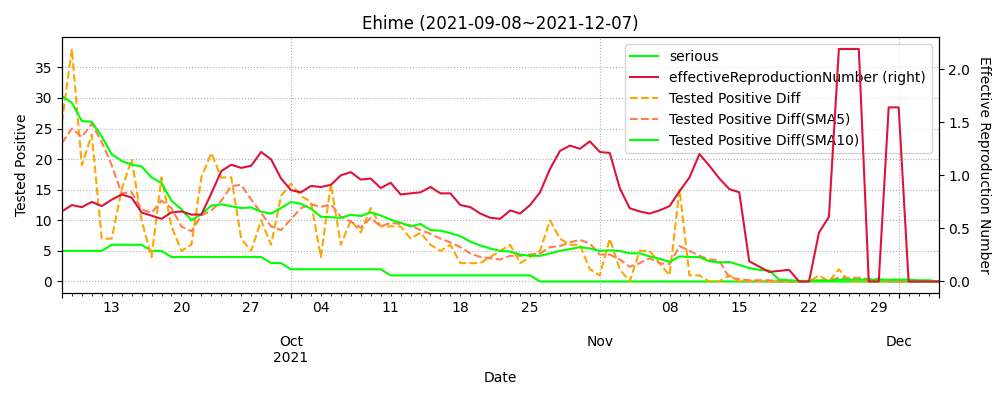 Ehime (2021-09-08~2021-12-07)
serious
effectiveReproductionNumber (right)
Tested Positive Diff
Tested Positive Diff(SMA5)
Tested Positive Diff(SMA10)
Tested Positive
35
30
25
20
15
10
5
0
Effective Reproduction Number
2.0
1.5
1.0
0.5
0.0
13 20 27 04 11 18 25 08 15 22 29
Oct Nov Dec
2021
Date